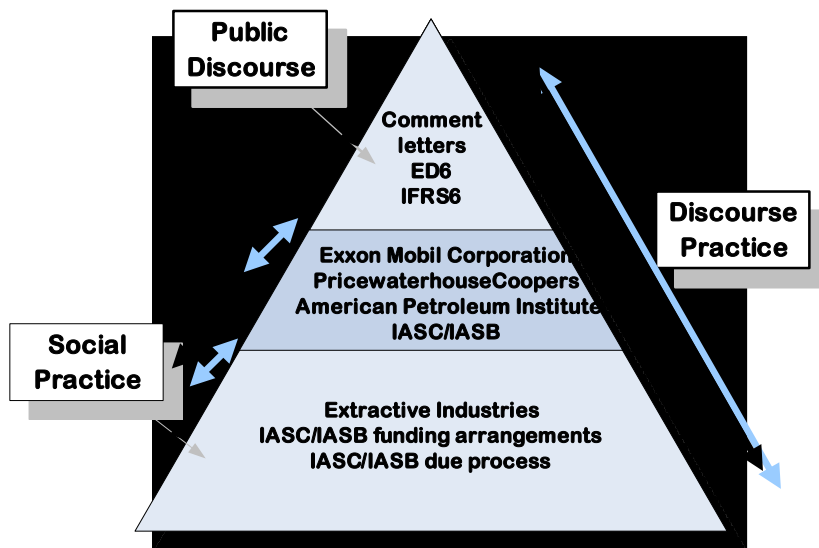 Public
Discourse
Comment
letters
ED6
IFRS6
Discourse
Practice
Exxon Mobil Corporation
PricewaterhouseCoopers
American Petroleum Institute
IASC/IASB
Social
Practice
Extractive Industries
IASC/IASB funding arrangements
IASC/IASB due process